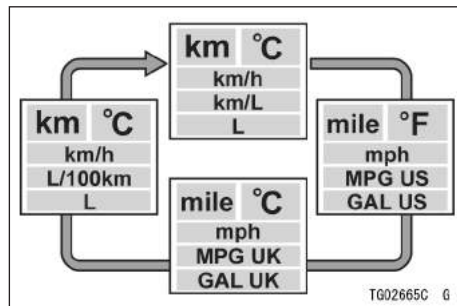 km °C
km/h
km/L
L
km °C
km/h
L/100km
L
mile °F
mph
MPG US
GAL US
mile °C
mph
MPG UK
GAL UK
TG02665C G